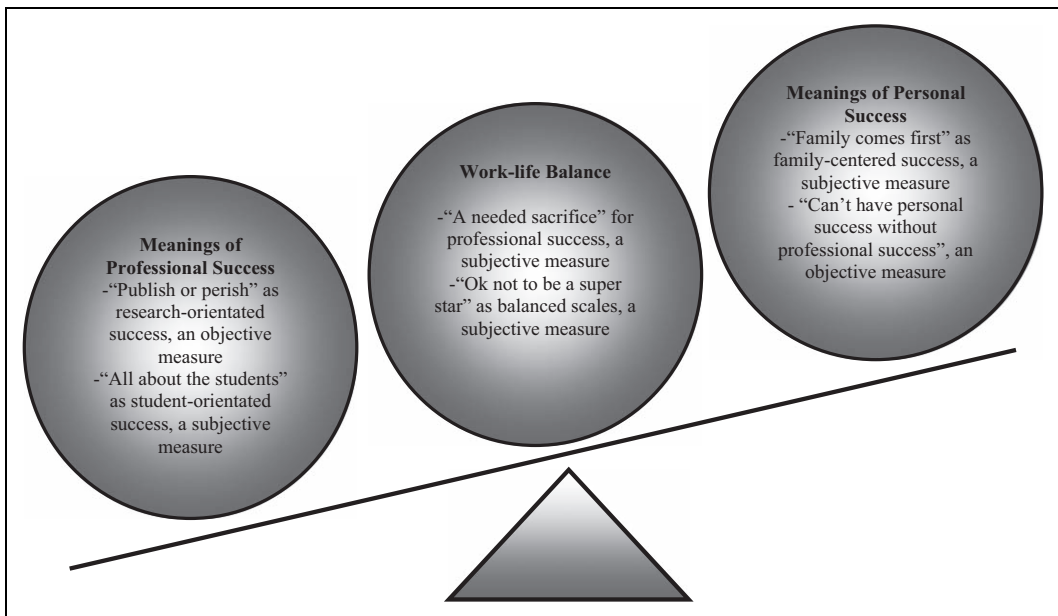 Meanings of
Professional Success
-“Publish or perish” as
research-orientated
success, an objective
measure
-“All about the students”
as student-orientated
success, a subjective
measure
Work-life Balance
-“A needed sacrifice” for
professional success, a
subjective measure
-“Ok not to be a super
star” as balanced scales, a
subjective measure
Meanings of Personal
Success
-“Family comes first” as
family-centered success, a
subjective measure
- “Can’t have personal
success without
professional success”, an
objective measure